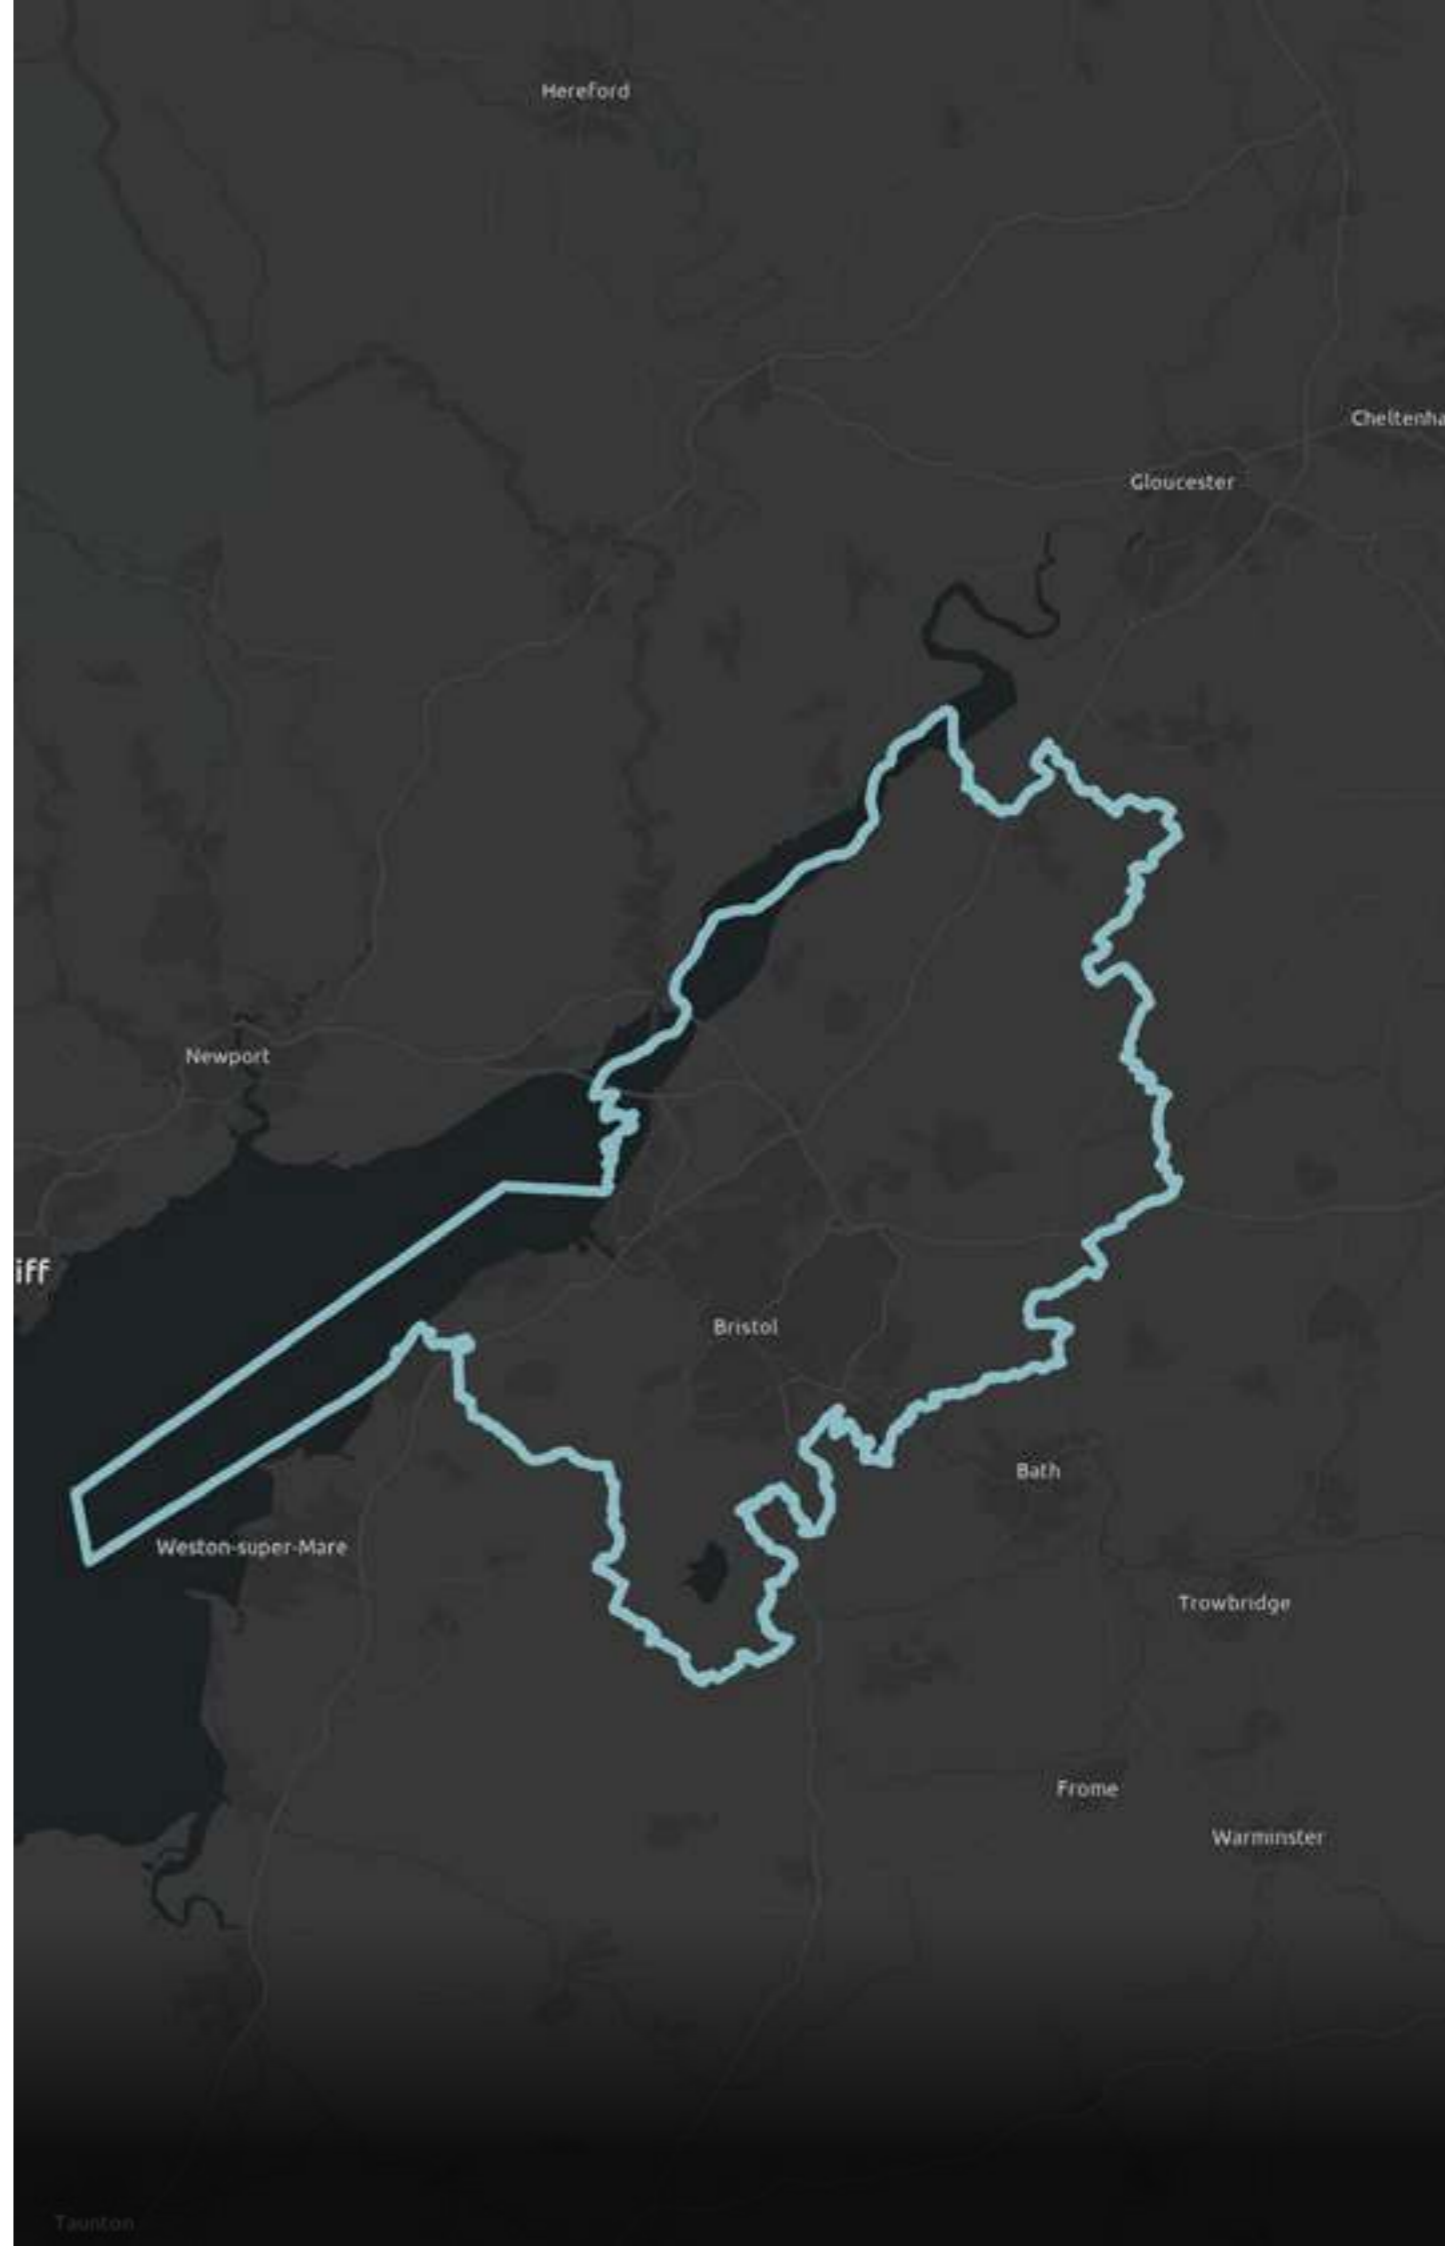 Hereford
Cheltenha
Gloucester
Newport
iff
Bristol
Bath
Weston-super-Mare
Trowbridge
Frome
Warminster
Taunton